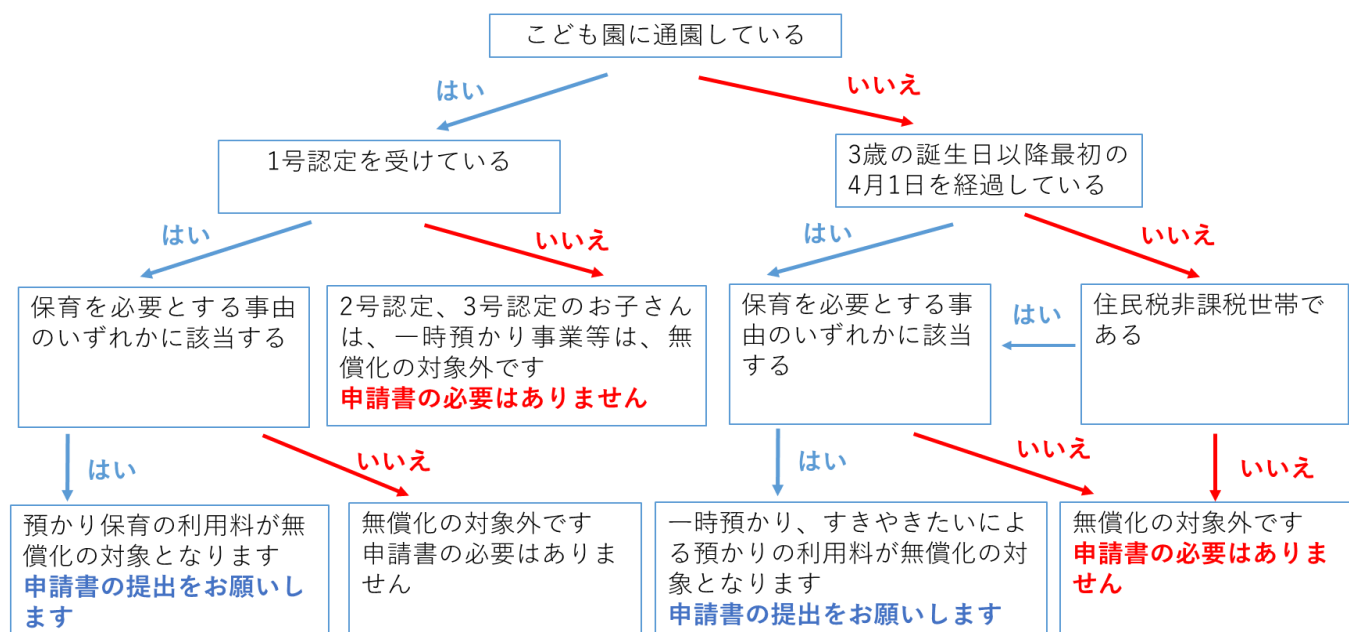 こども園に通園している
はい
いいえ
1号認定を受けている
3歳の誕生日以降最初の
4月1日を経過している
はい
いいえ
はい
いいえ
保育を必要とする事由
のいずれかに該当する
2号認定、3号認定のお子さん
は、一時預かり事業等は、無
償化の対象外です
申請書の必要はありません
保育を必要とする事
由のいずれかに該当
する
はい
住民税非課税世帯で
ある
はい
いいえ
はい
いいえ
いいえ
預かり保育の利用料が無
償化の対象となります
申請書の提出をお願いし
ます
無償化の対象外です
申請書の必要はありま
せん
一時預かり、すきやきたいによ
る預かりの利用料が無償化の対
象となります
申請書の提出をお願いします
無償化の対象外です
申請書の必要はありま
せん